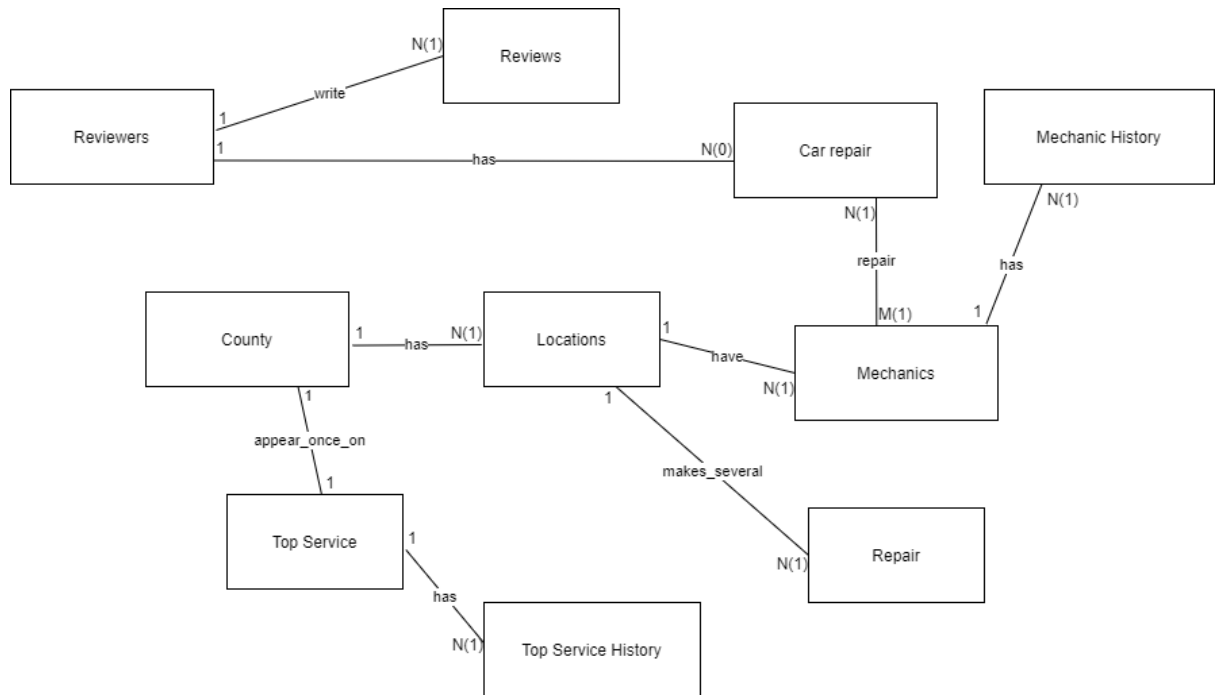 Reviews
N(1)
write
Reviewers
1
1
has
N(0)
Car repair
Mechanic History
N(1)
N(1)
repair
has
M(1)
1
County
1
has
N(1)
Locations
1
have
N(1)
Mechanics
1
appear_once_on
1
1
makes_several
N(1)
Repair
Top Service
1
has
N(1)
Top Service History